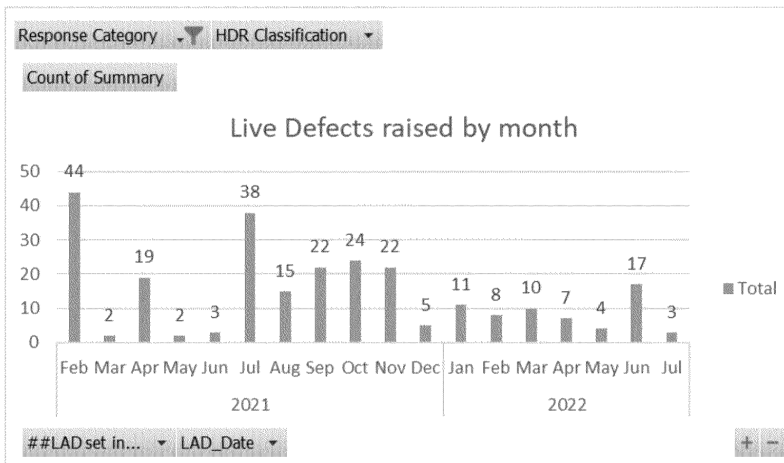 Response Category HDR Classification
Count of Summary
Live Defects raised by month
50
40
30
20
10
0
44 2 19 2 3 38 15 22 24 22 5 11 8 10 7 4 17 3
Total
Feb Mar Apr May Jun Jul Aug Sep Oct Nov Dec Jan Feb Mar Apr May Jun Jul
2021 2022
##LAD set in... LAD_Date
+ −